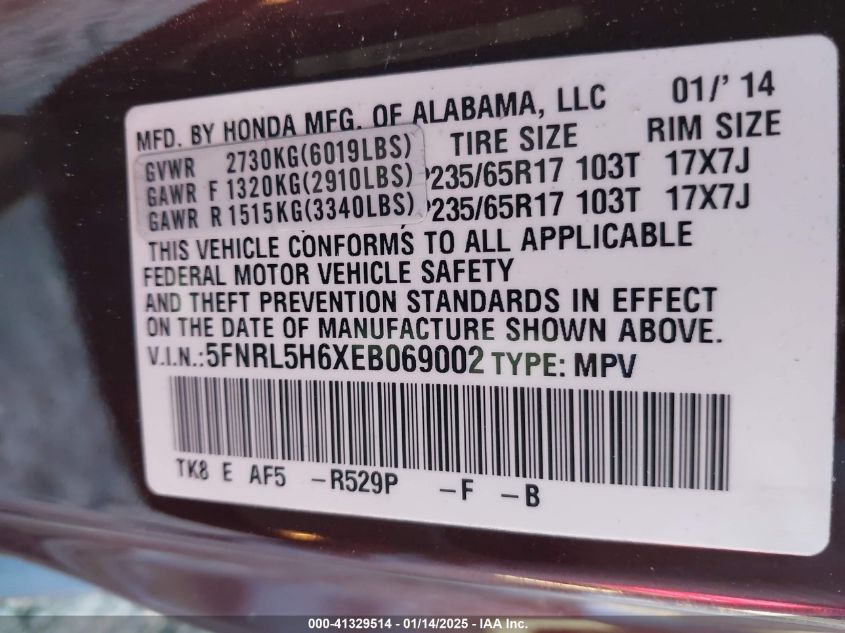 MFD. BY HONDA MFG. OF ALABAMA, LLC 01/' 14
GVWR 2730KG(6019LBS) TIRE SIZE RIM SIZE
GAWR F 1320KG(2910LBS) P235/65R17 103T 17X7J
GAWR R 1515KG(3340LBS) P235/65R17 103T 17X7J
THIS VEHICLE CONFORMS TO ALL APPLICABLE
FEDERAL MOTOR VEHICLE SAFETY
AND THEFT PREVENTION STANDARDS IN EFFECT
ON THE DATE OF MANUFACTURE SHOWN ABOVE.
V.I.N.:5FNRL5H6XEB069002 TYPE: MPV
TK8 E AF5 -R529P -F -B
000-41329514 - 01/14/2025 - IAA Inc.